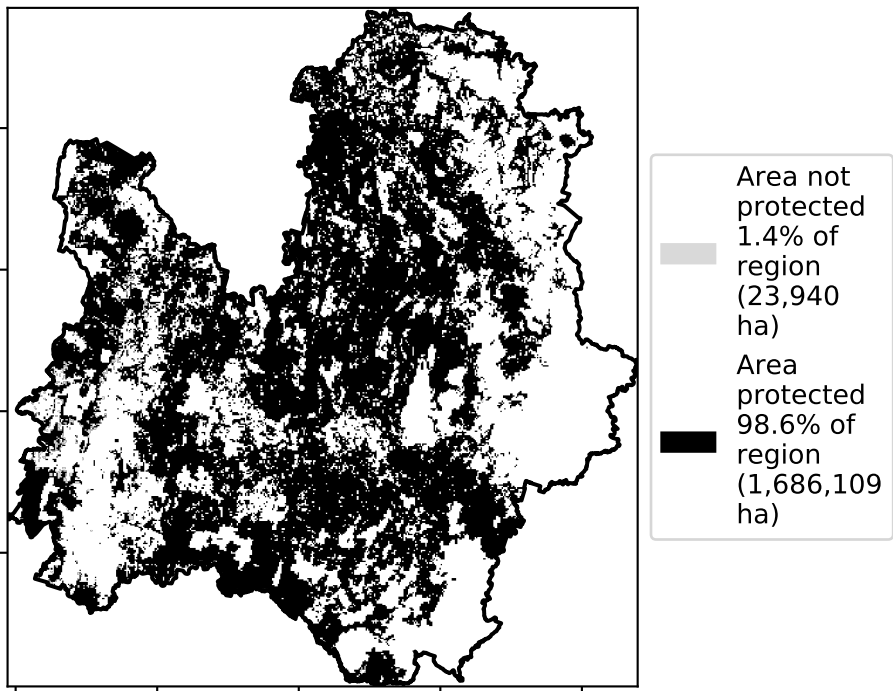 Area not
protected
1.4% of
region
(23,940
ha)
Area
protected
98.6% of
region
(1,686,109
ha)